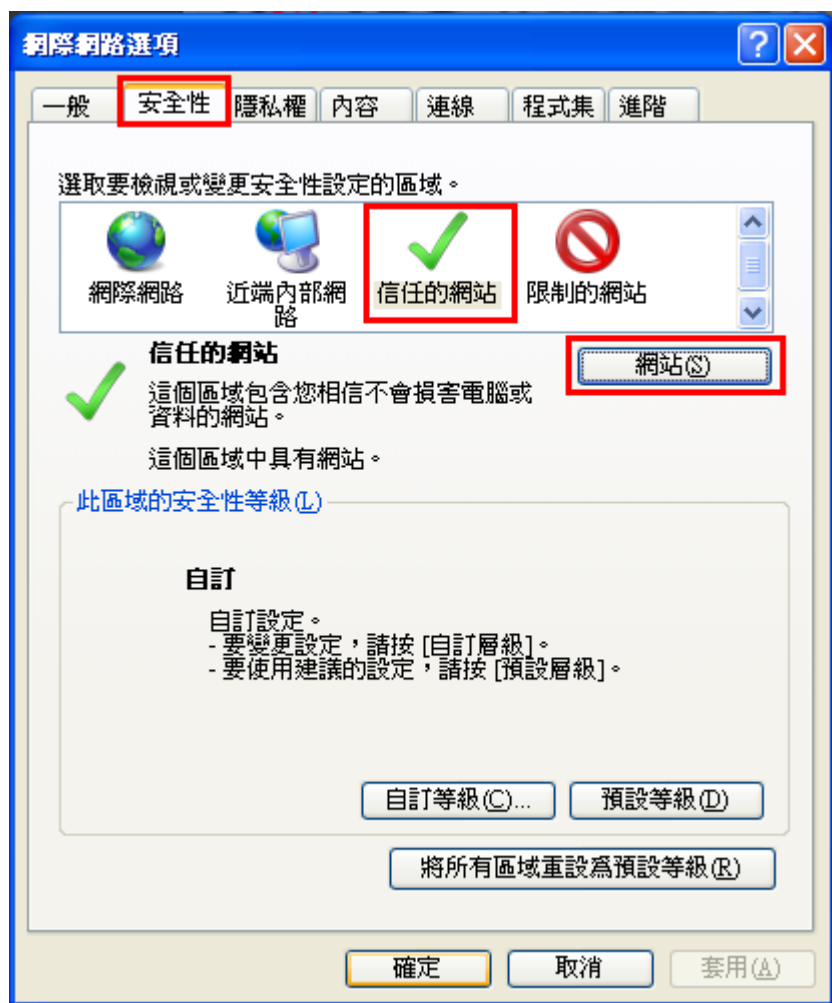 網際網路選項
一般 安全性 隱私權 內容 連線 程式集 進階
選取要檢視或變更安全性設定的區域。
網際網路 近端內部網路 信任的網站 限制的網站
信任的網站
網站(S)
這個區域包含您相信不會損害電腦或
資料的網站。
這個區域中具有網站。
此區域的安全性等級(L)
自訂
自訂設定。
- 要變更設定，請按 [自訂層級]。
- 要使用建議的設定，請按 [預設層級]。
自訂等級(C)... 預設等級(D)
將所有區域重設為預設等級(R)
確定 取消 套用(A)